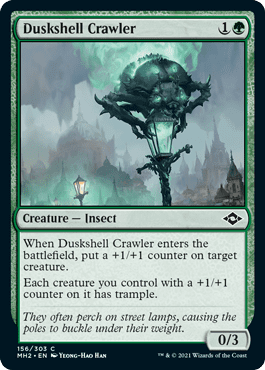 Duskshell Crawler 1
Creature — Insect
When Duskshell Crawler enters the
battlefield, put a +1/+1 counter on target
creature.
Each creature you control with a +1/+1
counter on it has trample.
They often perch on street lamps, causing the
poles to buckle under their weight.
0/3
156/303 C
MH2 • EN Yeong-Hao Han
™ & © 2021 Wizards of the Coast